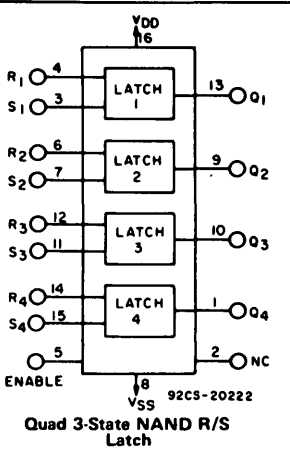 VDD
16
R1 4 LATCH 1 13 Q1
S1 3
R2 6 LATCH 2 9 Q2
S2 7
R3 12 LATCH 3 10 Q3
S3 11
R4 14 LATCH 4 1 Q4
S4 15
ENABLE 5 2 NC
8
VSS
92CS-20222
Quad 3-State NAND R/S
Latch